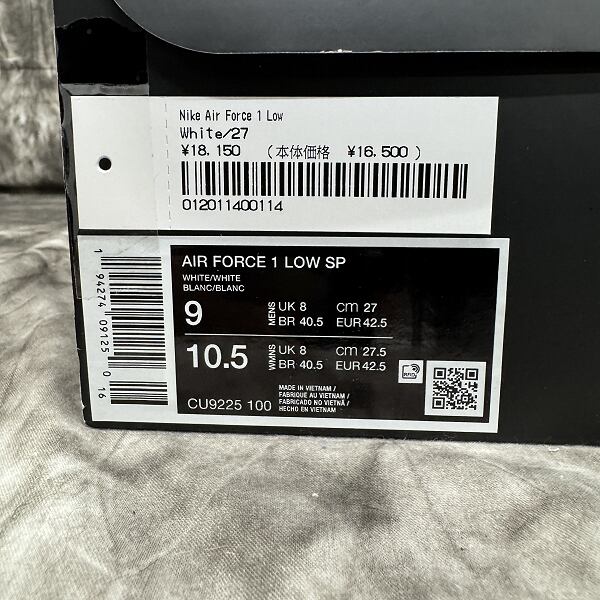 Nike Air Force 1 Low
White/27
¥18,150 (本体価格 ¥16,500)
012011400114
AIR FORCE 1 LOW SP
WHITE/WHITE
BLANC/BLANC
9 MENS UK 8 cm 27
BR 40.5 EUR 42.5
10.5 WMNS UK 8 cm 27.5
BR 40.5 EUR 42.5
MADE IN VIETNAM /
FABRIQUÉ AU VIETNAM /
FABRICADO NO VIETNÃ /
HECHO EN VIETNAM
CU9225 100
RFID
1 94274 09125 0 16